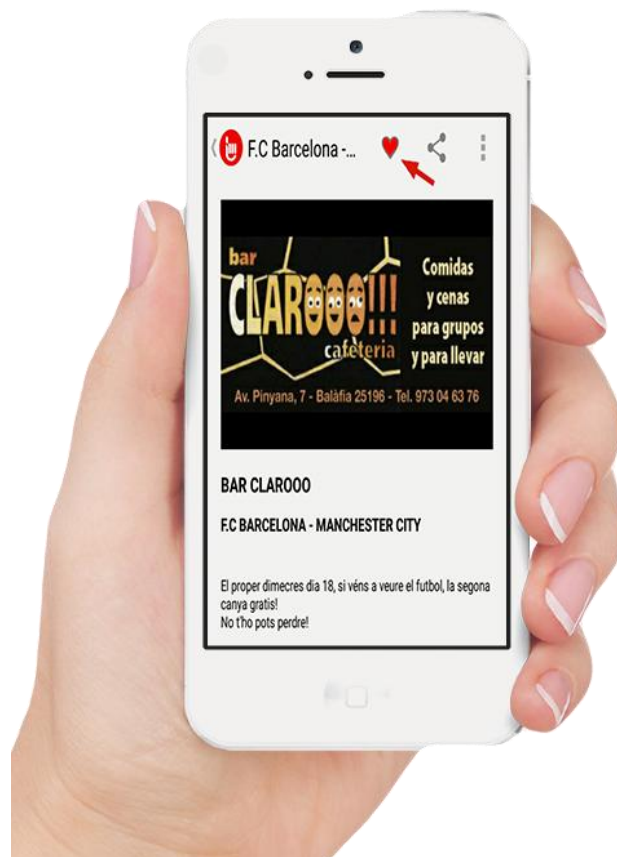 F.C Barcelona -...
bar
CLAROOO!!!
cafeteria
Comidas
y cenas
para grupos
y para llevar
Av. Pinyana, 7 - Balàfia 25196 - Tel. 973 04 63 76
BAR CLAROOO
F.C BARCELONA - MANCHESTER CITY
El proper dimecres dia 18, si véns a veure el futbol, la segona
canya gratis!
No t'ho pots perdre!